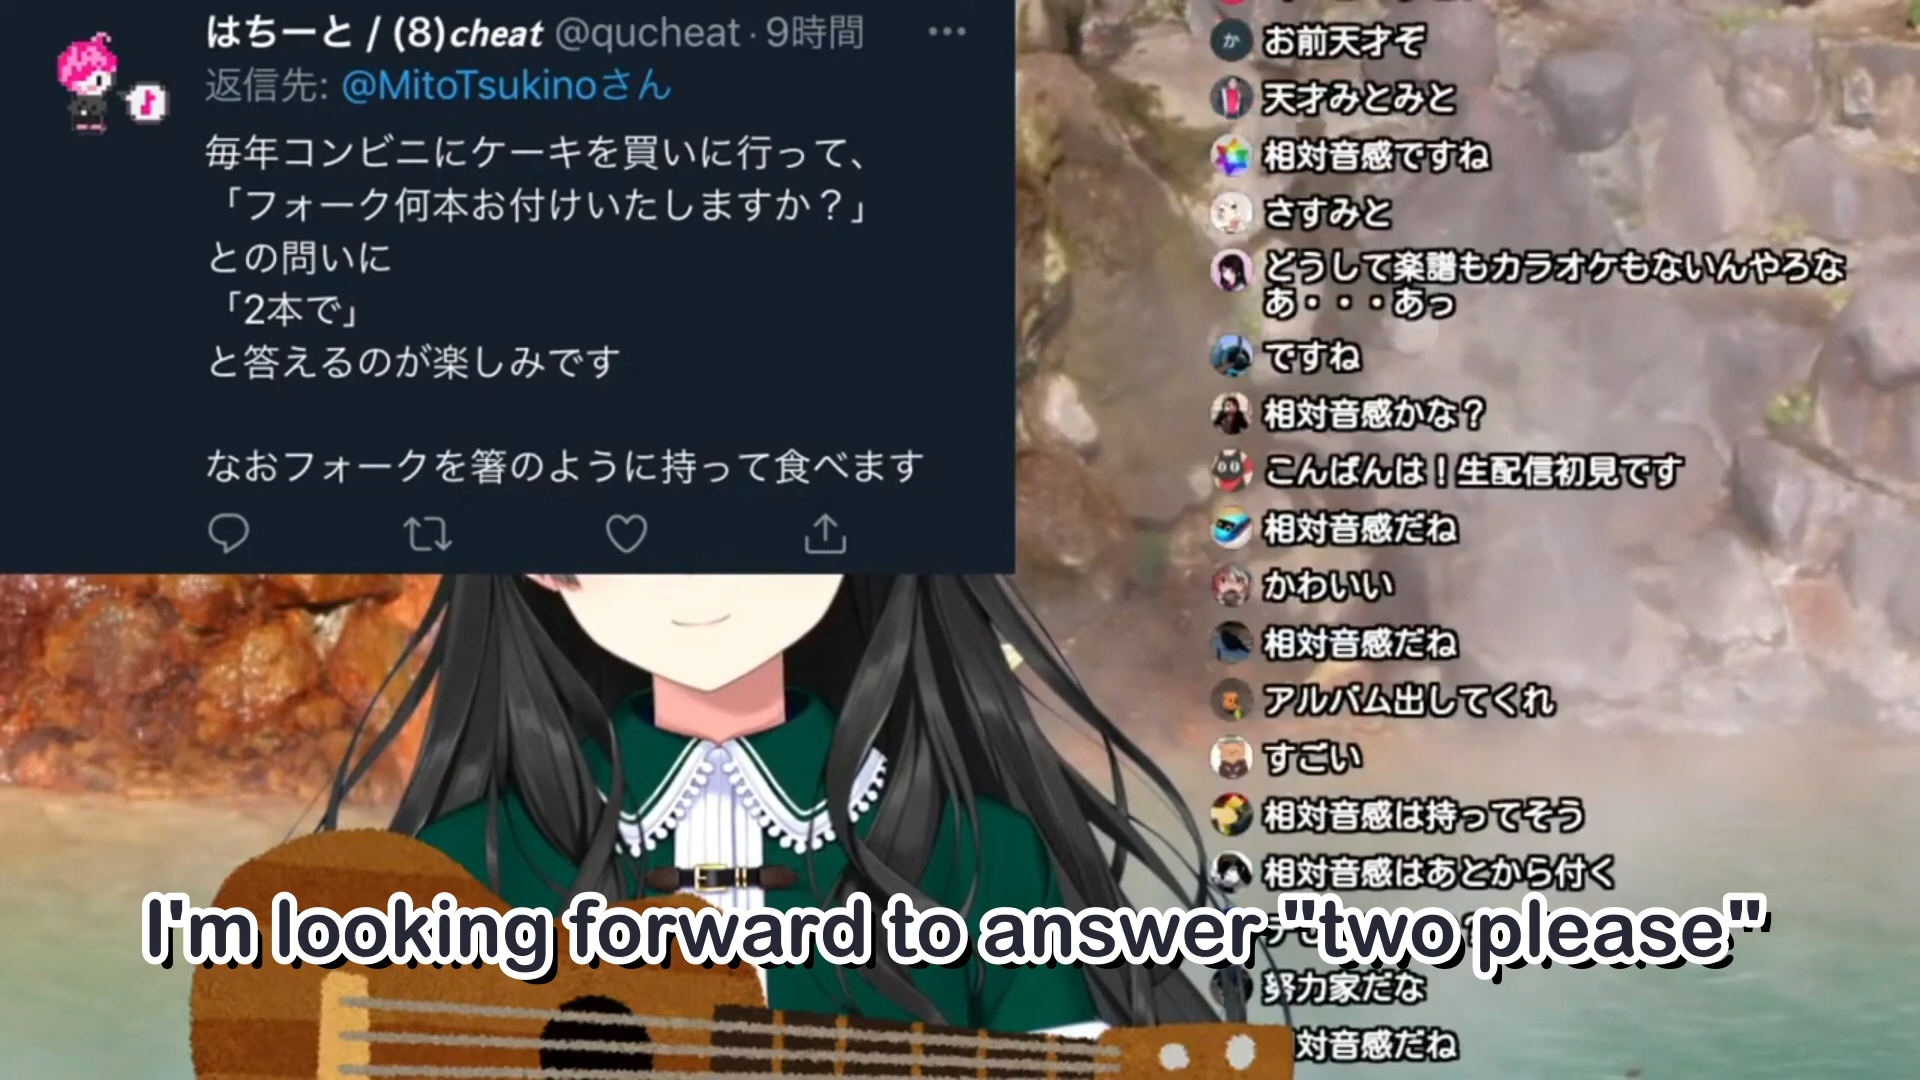 はちーと / (8)cheat @qucheat · 9時間
返信先: @MitoTsukinoさん
毎年コンビニにケーキを買いに行って、
「フォーク何本お付けいたしますか？」
との問いに
「2本で」
と答えるのが楽しみです
なおフォークを箸のように持って食べます
か
お前天才ぞ
天才みとみと
相対音感ですね
さすみと
どうして楽譜もカラオケもないんやろな
あ・・・あっ
ですね
相対音感かな？
こんばんは！生配信初見です
相対音感だね
かわいい
相対音感だね
アルバム出してくれ
すごい
相対音感は持ってそう
相対音感はあとから付く
I'm looking forward to answer "two please"
努力家だな
対音感だね